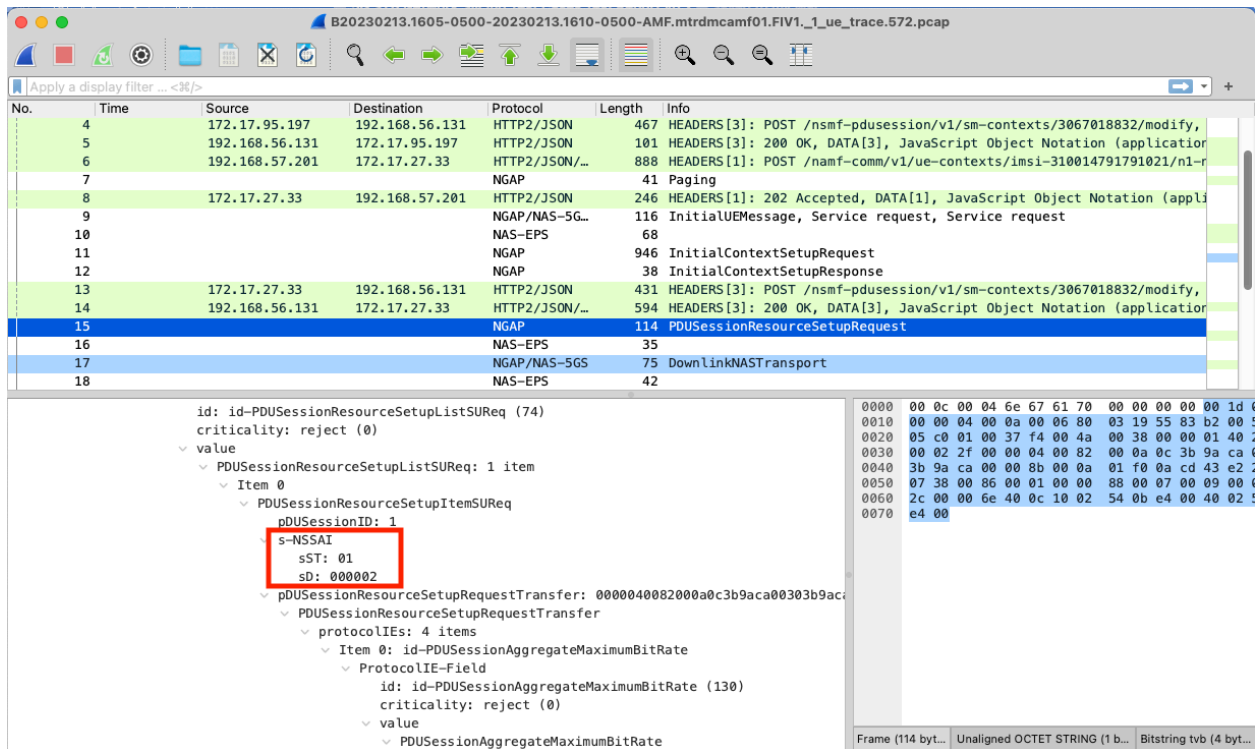 B20230213.1605-0500-20230213.1610-0500-AMF.mtrdmcamf01.FIV1._1_ue_trace.572.pcap
Apply a display filter ... <⌘/>
No. Time Source Destination Protocol Length Info
4 172.17.95.197 192.168.56.131 HTTP2/JSON 467 HEADERS[3]: POST /nsmf-pdusession/v1/sm-contexts/3067018832/modify,
5 192.168.56.131 172.17.95.197 HTTP2/JSON 101 HEADERS[3]: 200 OK, DATA[3], JavaScript Object Notation (application
6 192.168.57.201 172.17.27.33 HTTP2/JSON/… 888 HEADERS[1]: POST /namf-comm/v1/ue-contexts/imsi-310014791791021/n1-
7 NGAP 41 Paging
8 172.17.27.33 192.168.57.201 HTTP2/JSON 246 HEADERS[1]: 202 Accepted, DATA[1], JavaScript Object Notation (appli
9 NGAP/NAS-5G… 116 InitialUEMessage, Service request, Service request
10 NAS-EPS 68
11 NGAP 946 InitialContextSetupRequest
12 NGAP 38 InitialContextSetupResponse
13 172.17.27.33 192.168.56.131 HTTP2/JSON 431 HEADERS[3]: POST /nsmf-pdusession/v1/sm-contexts/3067018832/modify,
14 192.168.56.131 172.17.27.33 HTTP2/JSON/… 594 HEADERS[3]: 200 OK, DATA[3], JavaScript Object Notation (application
15 NGAP 114 PDUSessionResourceSetupRequest
16 NAS-EPS 35
17 NGAP/NAS-5GS 75 DownlinkNASTransport
18 NAS-EPS 42
id: id-PDUSessionResourceSetupListSUReq (74)
criticality: reject (0)
value
PDUSessionResourceSetupListSUReq: 1 item
Item 0
PDUSessionResourceSetupItemSUReq
pDUSessionID: 1
s-NSSAI
sST: 01
sD: 000002
pDUSessionResourceSetupRequestTransfer: 0000040082000a0c3b9aca00303b9aca
PDUSessionResourceSetupRequestTransfer
protocolIEs: 4 items
Item 0: id-PDUSessionAggregateMaximumBitRate
ProtocolIE-Field
id: id-PDUSessionAggregateMaximumBitRate (130)
criticality: reject (0)
value
PDUSessionAggregateMaximumBitRate
0000 00 0c 00 04 6e 67 61 70 00 00 00 00 00 1d
0010 00 00 04 00 0a 00 06 80 03 19 55 83 b2 00
0020 05 c0 01 00 37 f4 00 4a 00 38 00 00 01 40
0030 00 02 2f 00 00 04 00 82 00 0a 0c 3b 9a ca
0040 3b 9a ca 00 00 8b 00 0a 01 f0 0a cd 43 e2
0050 07 38 00 86 00 01 00 00 88 00 07 00 09 00
0060 2c 00 00 6e 40 0c 10 02 54 0b e4 00 40 02
0070 e4 00
Frame (114 byt… Unaligned OCTET STRING (1 b… Bitstring tvb (4 byt…